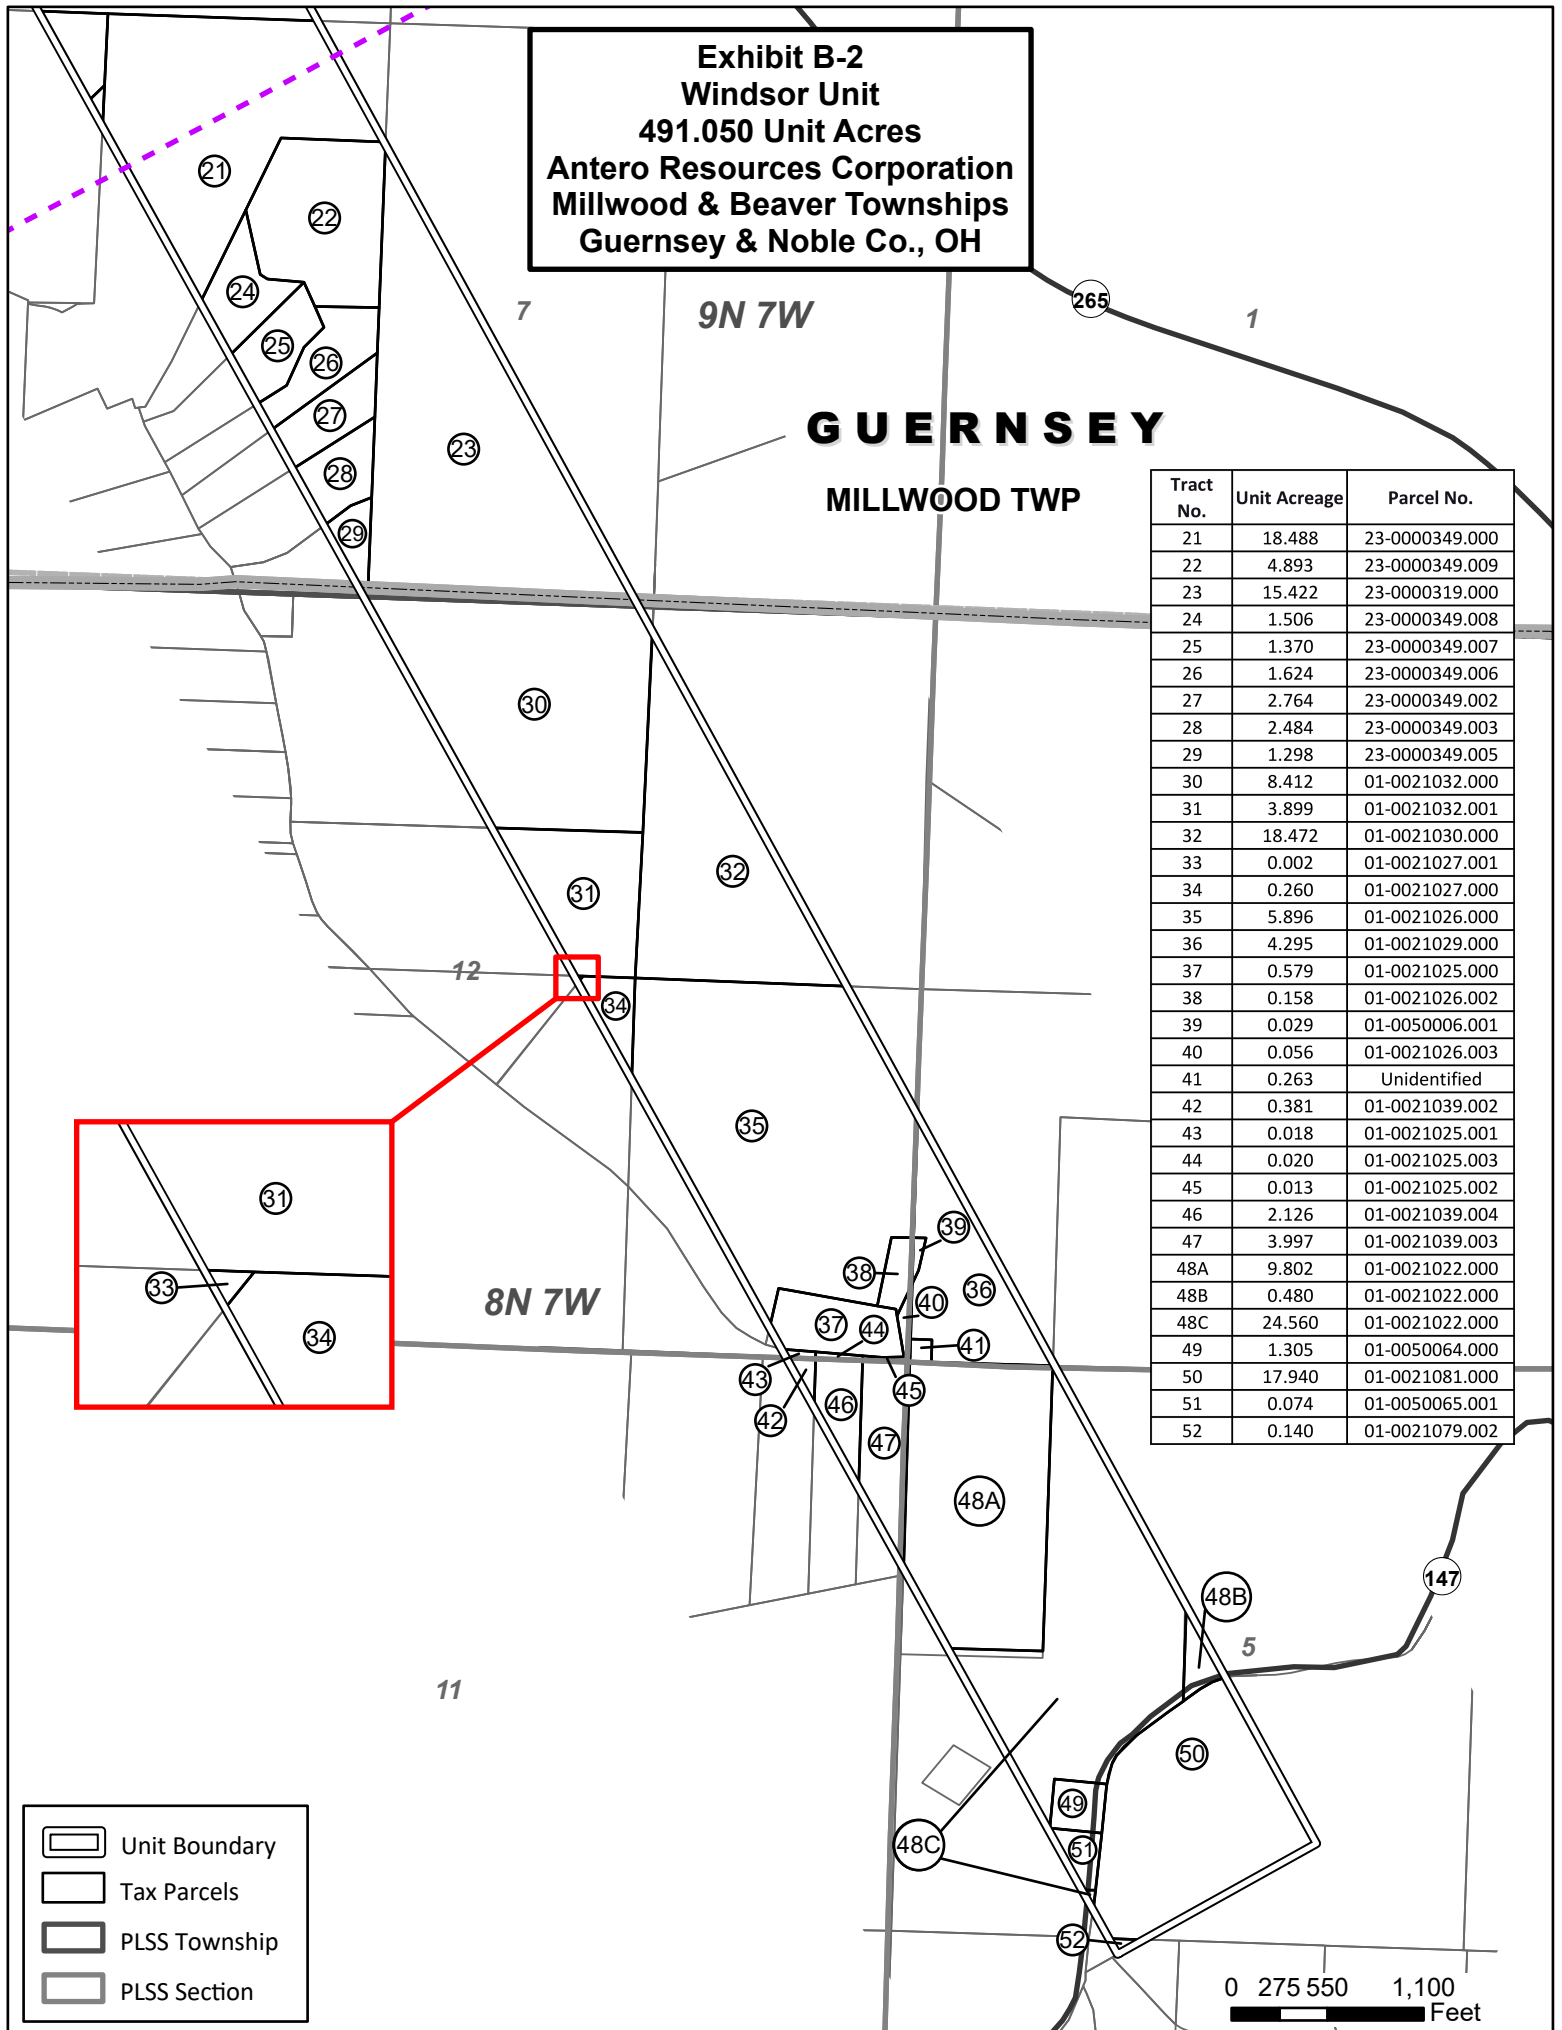 Exhibit B-2
Windsor Unit
491.050 Unit Acres
Antero Resources Corporation
Millwood & Beaver Townships
Guernsey & Noble Co., OH
21
22
24
7
9N 7W
265
1
25
26
27
28
23
29
GUERNSEY
MILLWOOD TWP
Tract No. Unit Acreage Parcel No.
21 18.488 23-0000349.000
22 4.893 23-0000349.009
23 15.422 23-0000319.000
24 1.506 23-0000349.008
25 1.370 23-0000349.007
26 1.624 23-0000349.006
27 2.764 23-0000349.002
28 2.484 23-0000349.003
29 1.298 23-0000349.005
30 8.412 01-0021032.000
31 3.899 01-0021032.001
32 18.472 01-0021030.000
33 0.002 01-0021027.001
34 0.260 01-0021027.000
35 5.896 01-0021026.000
36 4.295 01-0021029.000
37 0.579 01-0021025.000
38 0.158 01-0021026.002
39 0.029 01-0050006.001
40 0.056 01-0021026.003
41 0.263 Unidentified
42 0.381 01-0021039.002
43 0.018 01-0021025.001
44 0.020 01-0021025.003
45 0.013 01-0021025.002
46 2.126 01-0021039.004
47 3.997 01-0021039.003
48A 9.802 01-0021022.000
48B 0.480 01-0021022.000
48C 24.560 01-0021022.000
49 1.305 01-0050064.000
50 17.940 01-0021081.000
51 0.074 01-0050065.001
52 0.140 01-0021079.002
30
31
32
12
34
35
31
33
34
8N 7W
39
38
36
40
37
44
41
43
45
42
46
47
48A
147
48B
5
11
50
49
48C
51
52
Unit Boundary
Tax Parcels
PLSS Township
PLSS Section
0 275 550 1,100
Feet